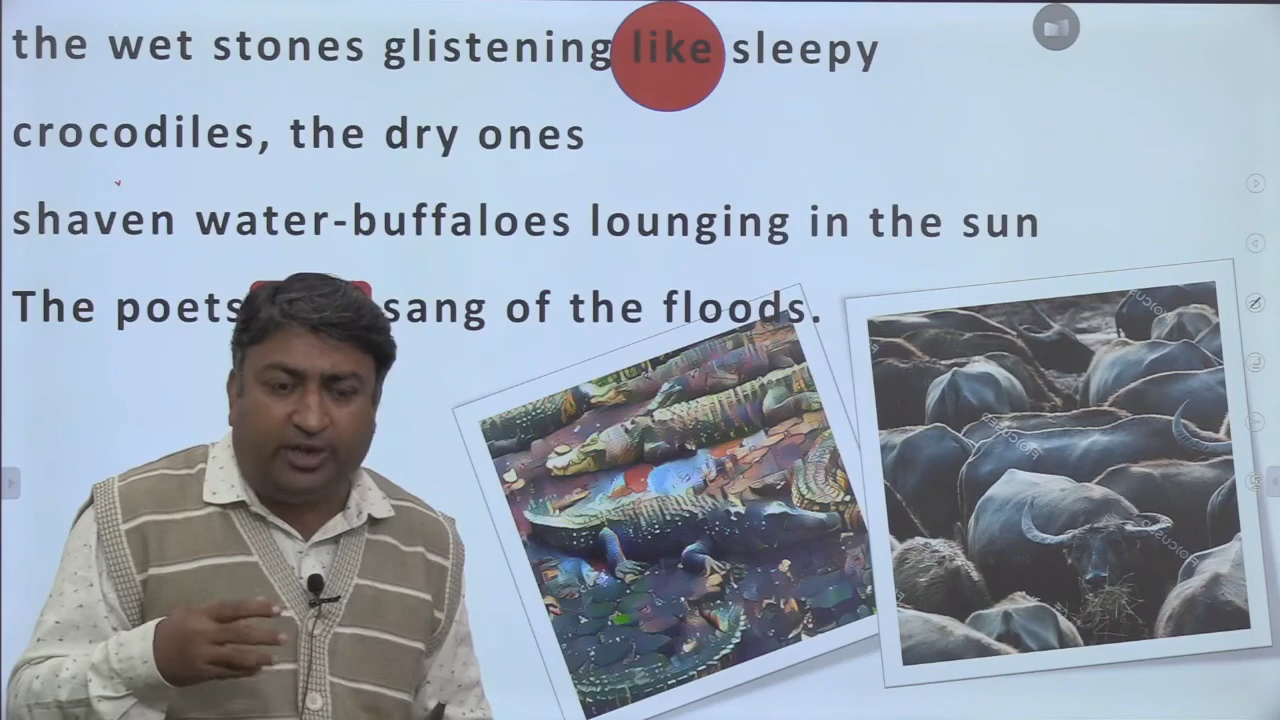 the wet stones glistening like sleepy
crocodiles, the dry ones
shaven water-buffaloes lounging in the sun
The poets sang of the floods.